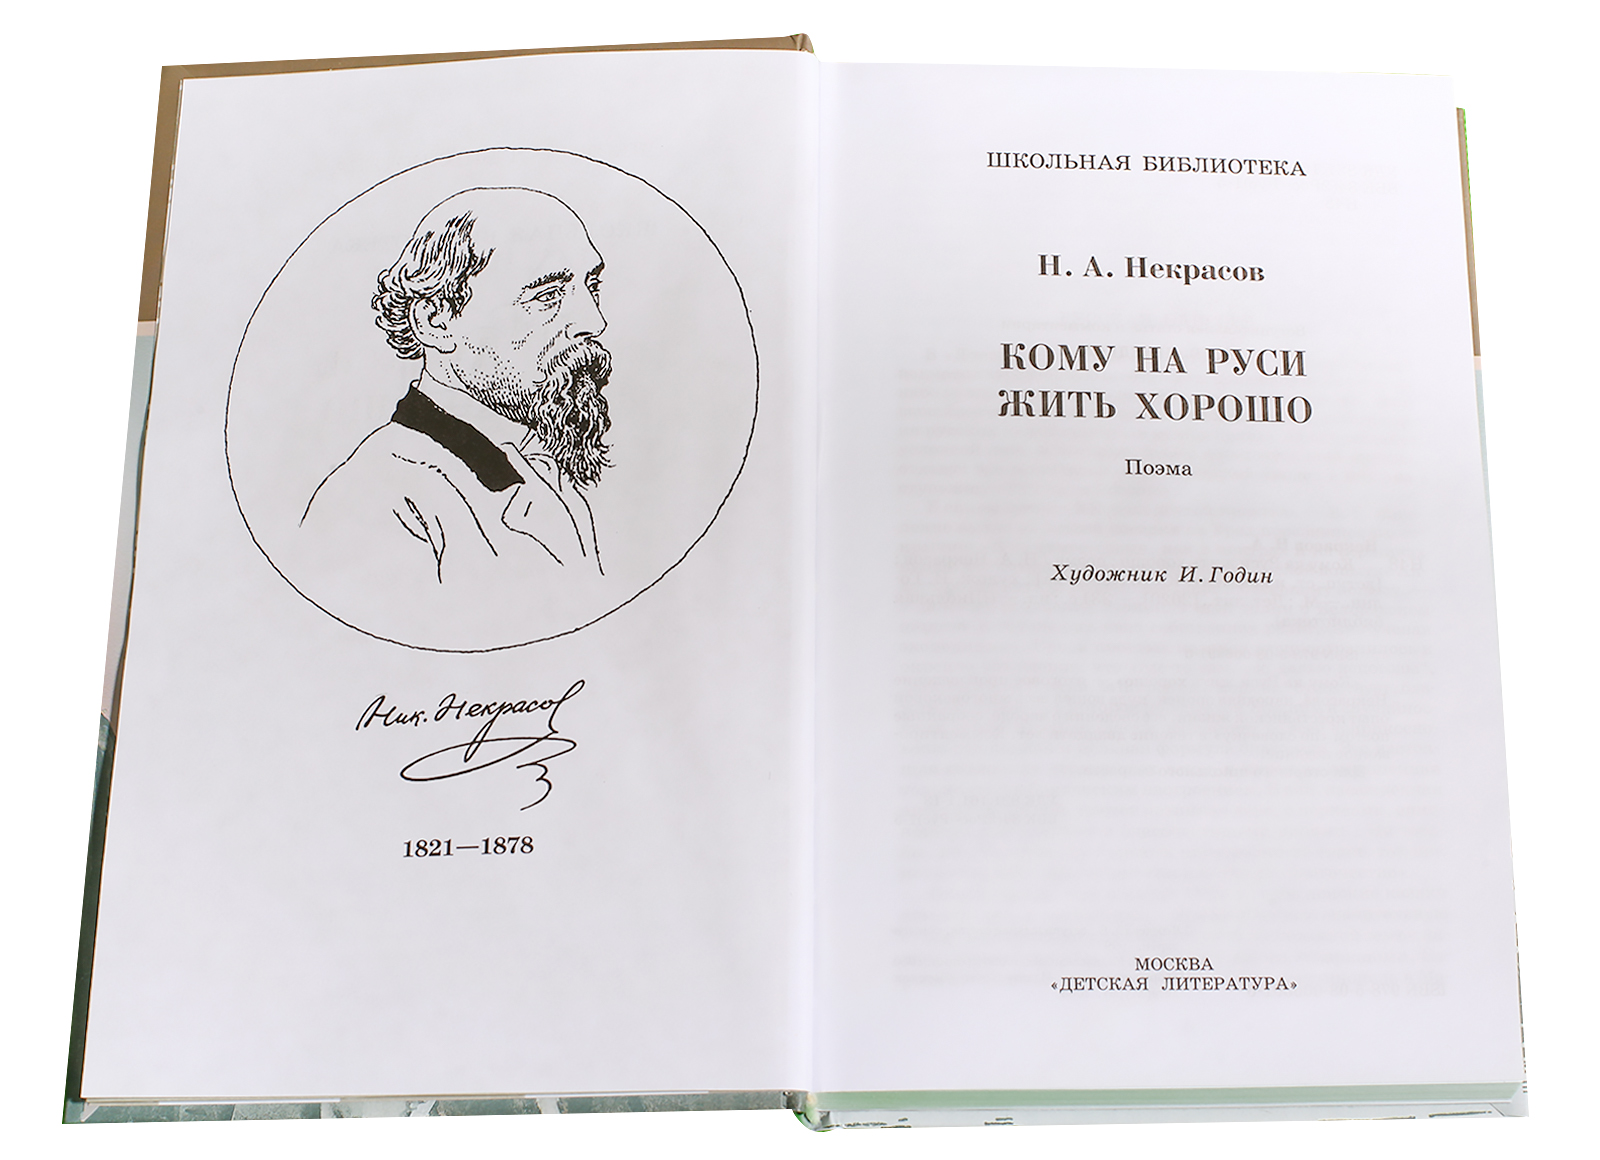 Ник. Некрасов
1821—1878
ШКОЛЬНАЯ БИБЛИОТЕКА
Н. А. Некрасов
КОМУ НА РУСИ
ЖИТЬ ХОРОШО
Поэма
Художник И. Годин
МОСКВА
«ДЕТСКАЯ ЛИТЕРАТУРА»